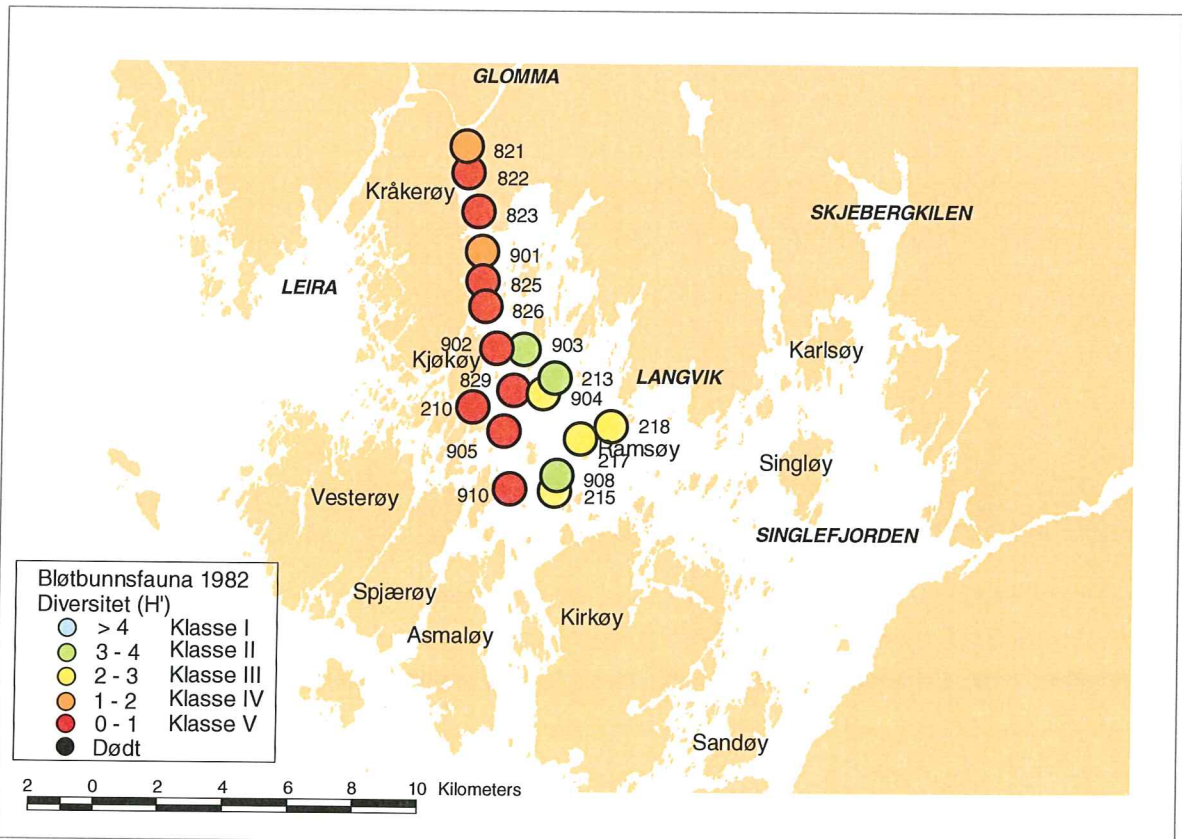 GLOMMA
821
822
Kråkerøy
823
SKJEBERGKILEN
901
LEIRA
825
826
902
903
Kjøkøy
Karlsøy
829
213
LANGVIK
904
210
218
905
Ramsøy
217
Singløy
908
Vesterøy
910
215
SINGLEFJORDEN
Spjærøy
Kirkøy
Asmaløy
Sandøy
Bløtbunnsfauna 1982
Diversitet (H')
> 4 Klasse I
3 - 4 Klasse II
2 - 3 Klasse III
1 - 2 Klasse IV
0 - 1 Klasse V
Dødt
2 0 2 4 6 8 10 Kilometers